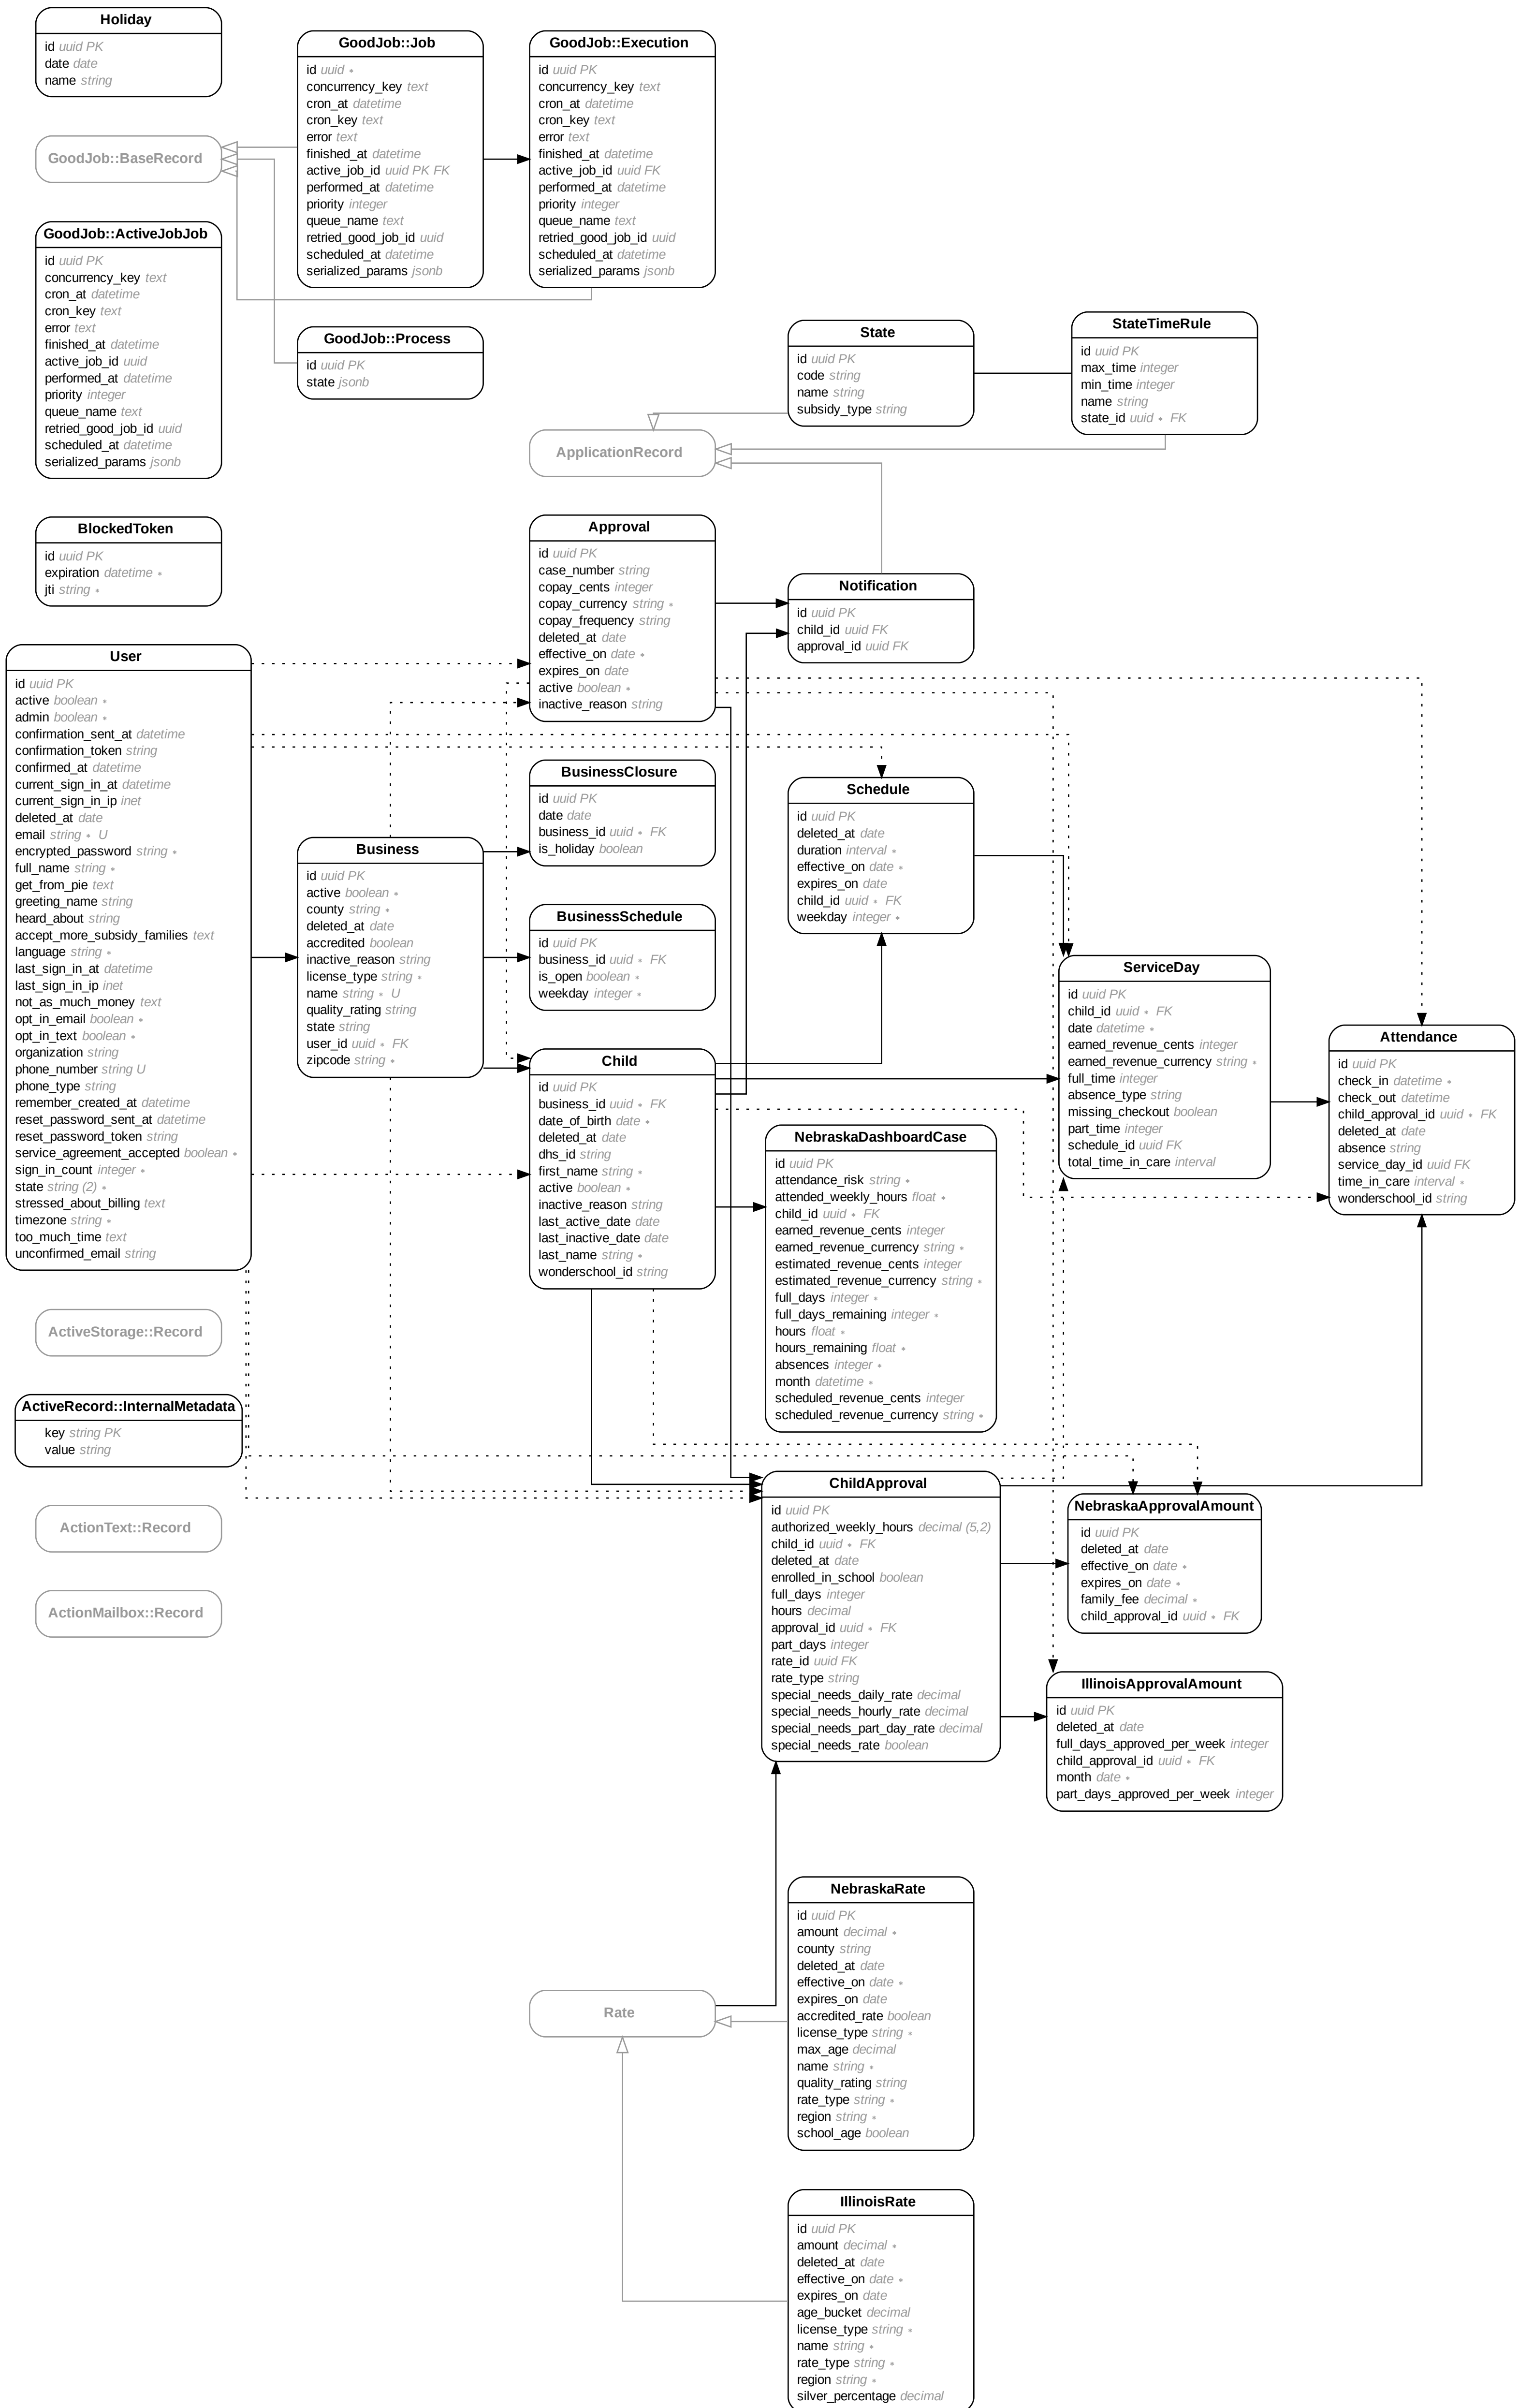 Holiday
id uuid PK
date date
name string
GoodJob::BaseRecord
GoodJob::ActiveJobJob
id uuid PK
concurrency_key text
cron_at datetime
cron_key text
error text
finished_at datetime
active_job_id uuid
performed_at datetime
priority integer
queue_name text
retried_good_job_id uuid
scheduled_at datetime
serialized_params jsonb
BlockedToken
id uuid PK
expiration datetime •
jti string •
User
id uuid PK
active boolean •
admin boolean •
confirmation_sent_at datetime
confirmation_token string
confirmed_at datetime
current_sign_in_at datetime
current_sign_in_ip inet
deleted_at date
email string • U
encrypted_password string •
full_name string •
get_from_pie text
greeting_name string
heard_about string
accept_more_subsidy_families text
language string •
last_sign_in_at datetime
last_sign_in_ip inet
not_as_much_money text
opt_in_email boolean •
opt_in_text boolean •
organization string
phone_number string U
phone_type string
remember_created_at datetime
reset_password_sent_at datetime
reset_password_token string
service_agreement_accepted boolean •
sign_in_count integer •
state string (2) •
stressed_about_billing text
timezone string •
too_much_time text
unconfirmed_email string
ActiveStorage::Record
ActiveRecord::InternalMetadata
key string PK
value string
ActionText::Record
ActionMailbox::Record
GoodJob::Job
id uuid •
concurrency_key text
cron_at datetime
cron_key text
error text
finished_at datetime
active_job_id uuid PK FK
performed_at datetime
priority integer
queue_name text
retried_good_job_id uuid
scheduled_at datetime
serialized_params jsonb
GoodJob::Process
id uuid PK
state jsonb
Business
id uuid PK
active boolean •
county string •
deleted_at date
accredited boolean
inactive_reason string
license_type string •
name string • U
quality_rating string
state string
user_id uuid • FK
zipcode string •
GoodJob::Execution
id uuid PK
concurrency_key text
cron_at datetime
cron_key text
error text
finished_at datetime
active_job_id uuid FK
performed_at datetime
priority integer
queue_name text
retried_good_job_id uuid
scheduled_at datetime
serialized_params jsonb
ApplicationRecord
Approval
id uuid PK
case_number string
copay_cents integer
copay_currency string •
copay_frequency string
deleted_at date
effective_on date •
expires_on date
active boolean •
inactive_reason string
BusinessClosure
id uuid PK
date date
business_id uuid • FK
is_holiday boolean
BusinessSchedule
id uuid PK
business_id uuid • FK
is_open boolean •
weekday integer •
Child
id uuid PK
business_id uuid • FK
date_of_birth date •
deleted_at date
dhs_id string
first_name string •
active boolean •
inactive_reason string
last_active_date date
last_inactive_date date
last_name string •
wonderschool_id string
Rate
State
id uuid PK
code string
name string
subsidy_type string
Notification
id uuid PK
child_id uuid FK
approval_id uuid FK
Schedule
id uuid PK
deleted_at date
duration interval •
effective_on date •
expires_on date
child_id uuid • FK
weekday integer •
NebraskaDashboardCase
id uuid PK
attendance_risk string •
attended_weekly_hours float •
child_id uuid • FK
earned_revenue_cents integer
earned_revenue_currency string •
estimated_revenue_cents integer
estimated_revenue_currency string •
full_days integer •
full_days_remaining integer •
hours float •
hours_remaining float •
absences integer •
month datetime •
scheduled_revenue_cents integer
scheduled_revenue_currency string •
ChildApproval
id uuid PK
authorized_weekly_hours decimal (5,2)
child_id uuid • FK
deleted_at date
enrolled_in_school boolean
full_days integer
hours decimal
approval_id uuid • FK
part_days integer
rate_id uuid FK
rate_type string
special_needs_daily_rate decimal
special_needs_hourly_rate decimal
special_needs_part_day_rate decimal
special_needs_rate boolean
NebraskaRate
id uuid PK
amount decimal •
county string
deleted_at date
effective_on date •
expires_on date
accredited_rate boolean
license_type string •
max_age decimal
name string •
quality_rating string
rate_type string •
region string •
school_age boolean
IllinoisRate
id uuid PK
amount decimal •
deleted_at date
effective_on date •
expires_on date
age_bucket decimal
license_type string •
name string •
rate_type string •
region string •
silver_percentage decimal
StateTimeRule
id uuid PK
max_time integer
min_time integer
name string
state_id uuid • FK
ServiceDay
id uuid PK
child_id uuid • FK
date datetime •
earned_revenue_cents integer
earned_revenue_currency string •
full_time integer
absence_type string
missing_checkout boolean
part_time integer
schedule_id uuid FK
total_time_in_care interval
NebraskaApprovalAmount
id uuid PK
deleted_at date
effective_on date •
expires_on date •
family_fee decimal •
child_approval_id uuid • FK
IllinoisApprovalAmount
id uuid PK
deleted_at date
full_days_approved_per_week integer
child_approval_id uuid • FK
month date •
part_days_approved_per_week integer
Attendance
id uuid PK
check_in datetime •
check_out datetime
child_approval_id uuid • FK
deleted_at date
absence string
service_day_id uuid FK
time_in_care interval •
wonderschool_id string